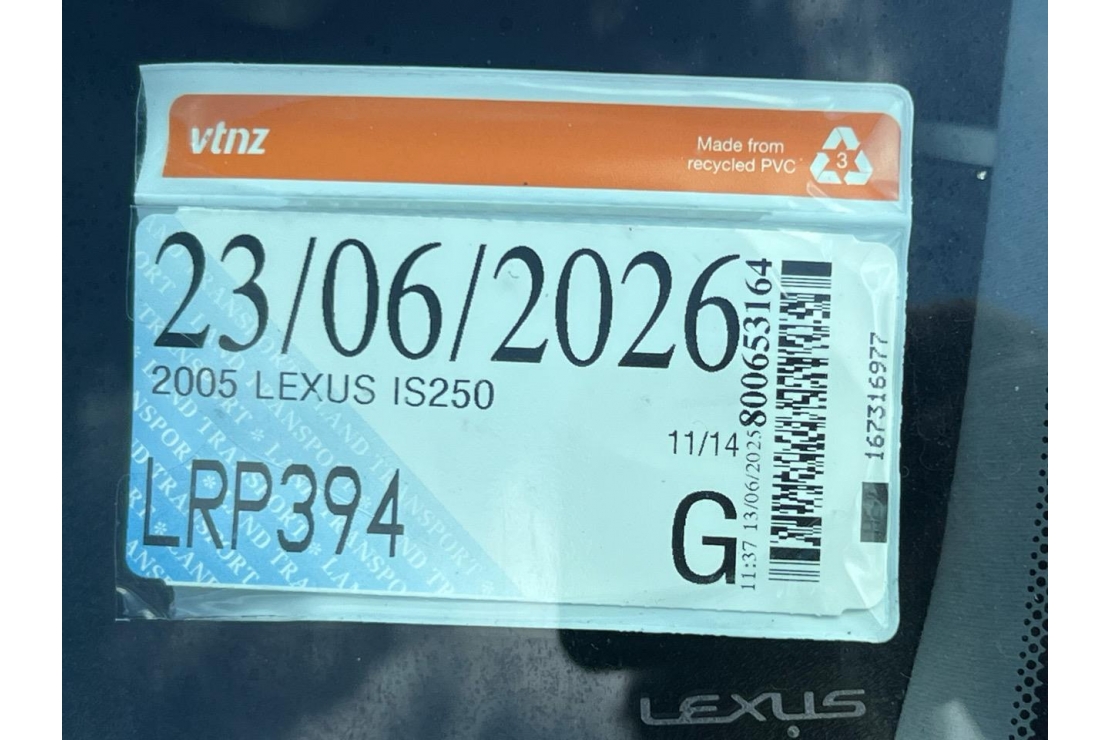 vtnz
Made from
recycled PVC
3
23/06/2026
2005 LEXUS IS250
11/14
LRP394
G
11:37 13/06/2025
800653164
167316977
LEXUS